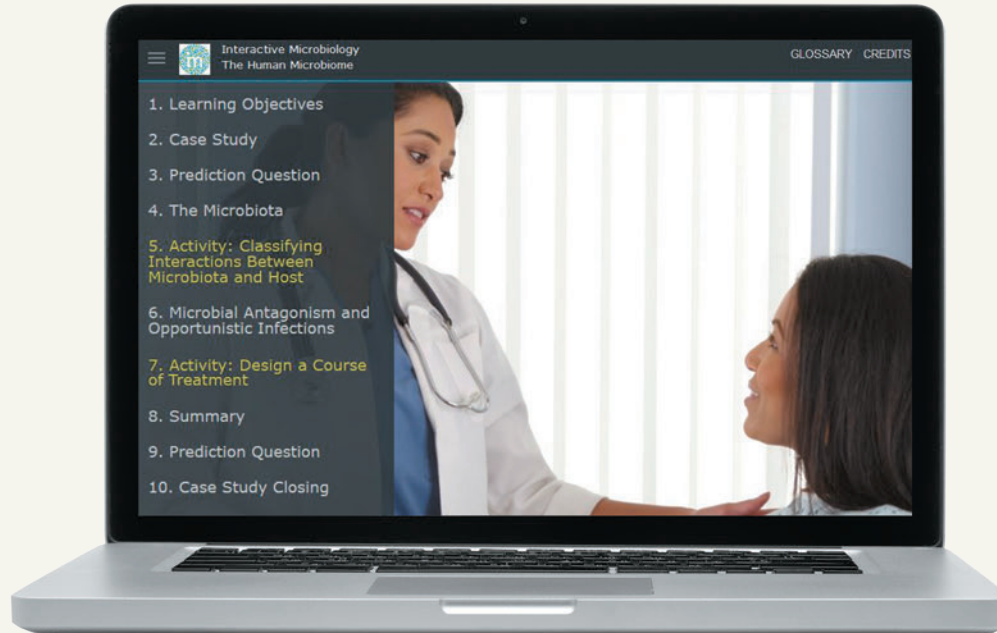 Interactive Microbiology
The Human Microbiome
GLOSSARY CREDITS
m
1. Learning Objectives
2. Case Study
3. Prediction Question
4. The Microbiota
5. Activity: Classifying
Interactions Between
Microbiota and Host
6. Microbial Antagonism and
Opportunistic Infections
7. Activity: Design a Course
of Treatment
8. Summary
9. Prediction Question
10. Case Study Closing